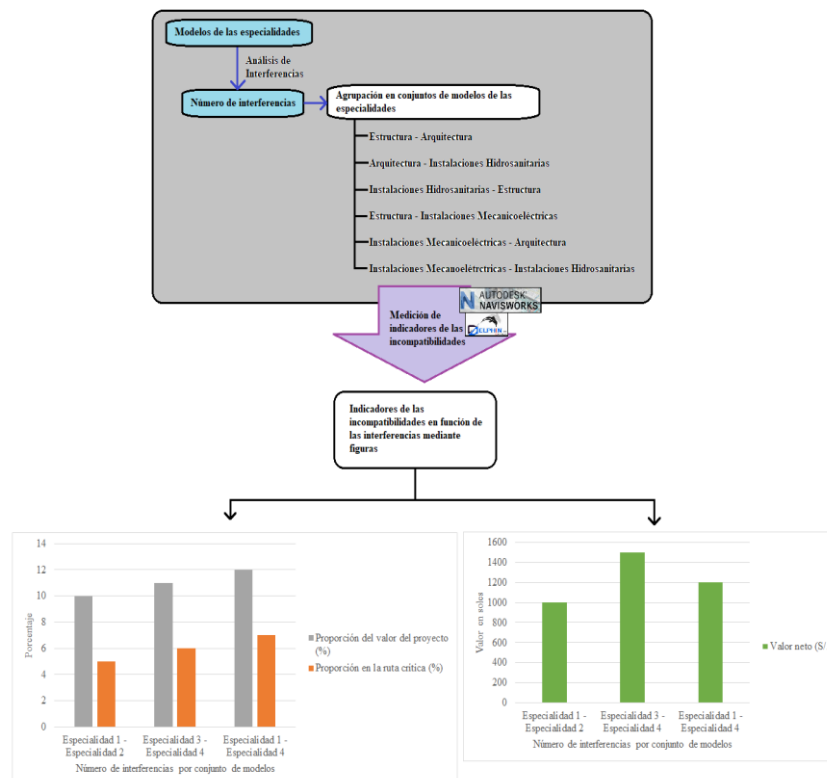 Modelos de las especialidades
Análisis de
Interferencias
Número de interferencias
Agrupación en conjuntos de modelos de las
especialidades
Estructura - Arquitectura
Arquitectura - Instalaciones Hidrosanitarias
Instalaciones Hidrosanitarias - Estructura
Estructura - Instalaciones Mecanicoeléctricas
Instalaciones Mecanicoeléctricas - Arquitectura
Instalaciones Mecanoelétrctricas - Instalaciones Hidrosanitarias
AUTODESK
NAVISWORKS
DELPHIN
Medición de
indicadores de las
incompatibilidades
Indicadores de las
incompatibilidades en función de
las interferencias mediante
figuras
14
12
10
8
6
4
2
0
Porcentaje
Especialidad 1 -
Especialidad 2
Especialidad 3 -
Especialidad 4
Especialidad 1 -
Especialidad 4
Número de interferencias por conjunto de modelos
Proporción del valor del proyecto
(%)
Proporción en la ruta crítica (%)
1600
1400
1200
1000
800
600
400
200
0
Valor en soles
Especialidad 1 -
Especialidad 2
Especialidad 3 -
Especialidad 4
Especialidad 1 -
Especialidad 4
Número de interferencias por conjunto de modelos
Valor neto (S/